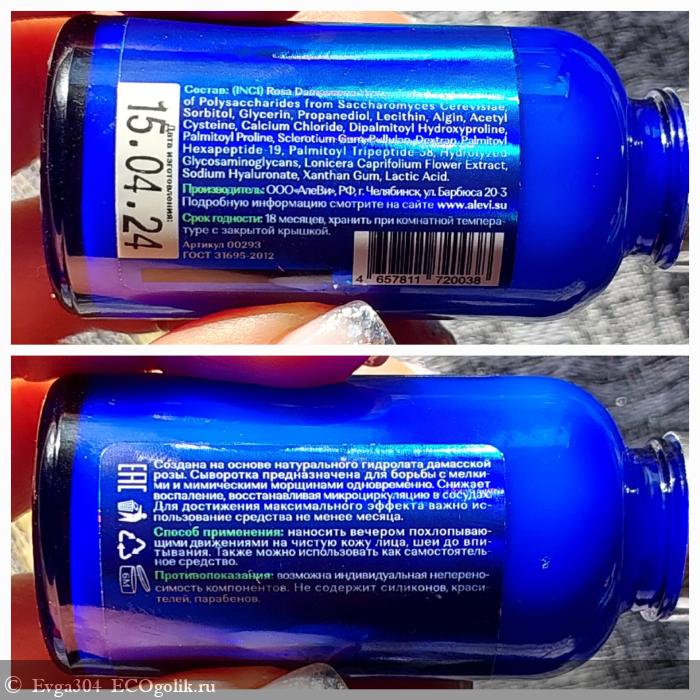 Состав: (INCI) Rosa
of Polysaccharides from Saccharomyces Cerevisiae,
Sorbitol, Glycerin, Propanediol, Lecithin, Algin, Acetyl
Cysteine, Calcium Chloride, Dipalmitoyl Hydroxyproline,
Palmitoyl Proline, Sclerotium Gum, Pullulan, Dextran, Palmitoyl
Hexapeptide-19, Palmitoyl Tripeptide-38, Hydrolyzed
Glycosaminoglycans, Lonicera Caprifolium Flower Extract,
Sodium Hyaluronate, Xanthan Gum, Lactic Acid.
Производитель: ООО«АлеВи», РФ, г. Челябинск, ул. Барбюса 20-3
Подробную информацию смотрите на сайте www.alevi.su
Срок годности: 18 месяцев, хранить при комнатной темпера-
туре с закрытой крышкой.
Артикул 00293
ГОСТ 31695-2012
4 657811 720038
Дата изготовления:
15.04.24
Создана на основе натурального гидролата дамасской
розы. Сыворотка предназначена для борьбы с мелки-
ми и мимическими морщинами одновременно. Снижает
воспаление, восстанавливая микроциркуляцию в сосудах.
Для достижения максимального эффекта важно ис-
пользование средства не менее месяца.
Способ применения: наносить вечером похлопываю-
щими движениями на чистую кожу лица, шеи до впи-
тывания. Также можно использовать как самостоятель-
ное средство.
Противопоказания: возможна индивидуальная неперено-
симость компонентов. Не содержит силиконов, краси-
телей, парабенов.
EAC
6M
© Evga304 ECOgolik.ru